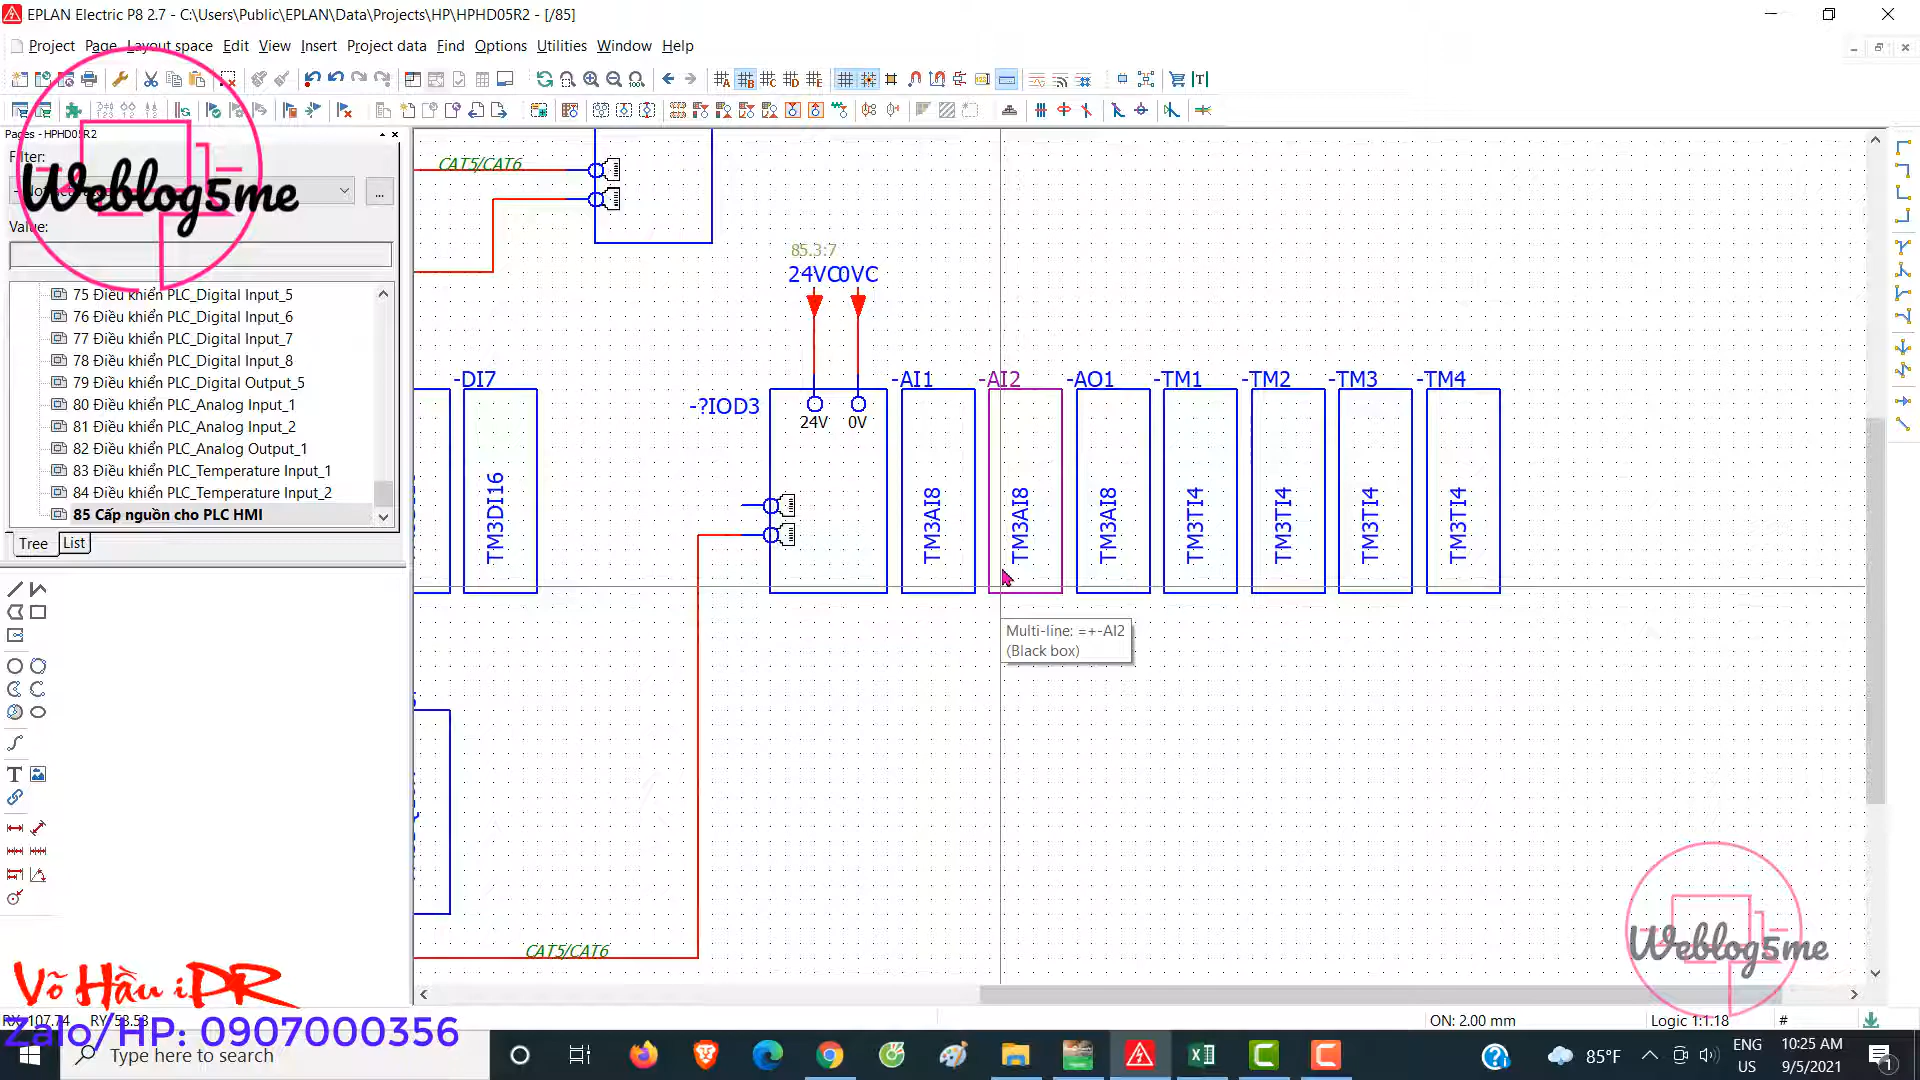 EPLAN Electric P8 2.7 - C:\Users\Public\EPLAN\Data\Projects\HP\HPHD05R2 - [/85]
Project Page Layout space Edit View Insert Project data Find Options Utilities Window Help
Pages - HPHD05R2
Filter:
Weblog5me
...
Value:
75 Điều khiển PLC_Digital Input_5
76 Điều khiển PLC_Digital Input_6
77 Điều khiển PLC_Digital Input_7
78 Điều khiển PLC_Digital Input_8
79 Điều khiển PLC_Digital Output_5
80 Điều khiển PLC_Analog Input_1
81 Điều khiển PLC_Analog Input_2
82 Điều khiển PLC_Analog Output_1
83 Điều khiển PLC_Temperature Input_1
84 Điều khiển PLC_Temperature Input_2
85 Cấp nguồn cho PLC HMI
Tree List
CAT5/CAT6
85.3:7
24VC 0VC
-DI7
-?IOD3
-AI1 -AI2 -AO1 -TM1 -TM2 -TM3 -TM4
24V 0V
TM3DI16
TM3AI8
TM3AI8
TM3AI8
TM3TI4
TM3TI4
TM3TI4
TM3TI4
Multi-line: =+-AI2
(Black box)
CAT5/CAT6
Weblog5me
Võ Hầu iDR
RX:-107.74 RY:53.53
Zalo/HP: 0907000356
ON: 2.00 mm
Logic 1:1.18
#
Type here to search
85°F
ENG
US
10:25 AM
9/5/2021
1